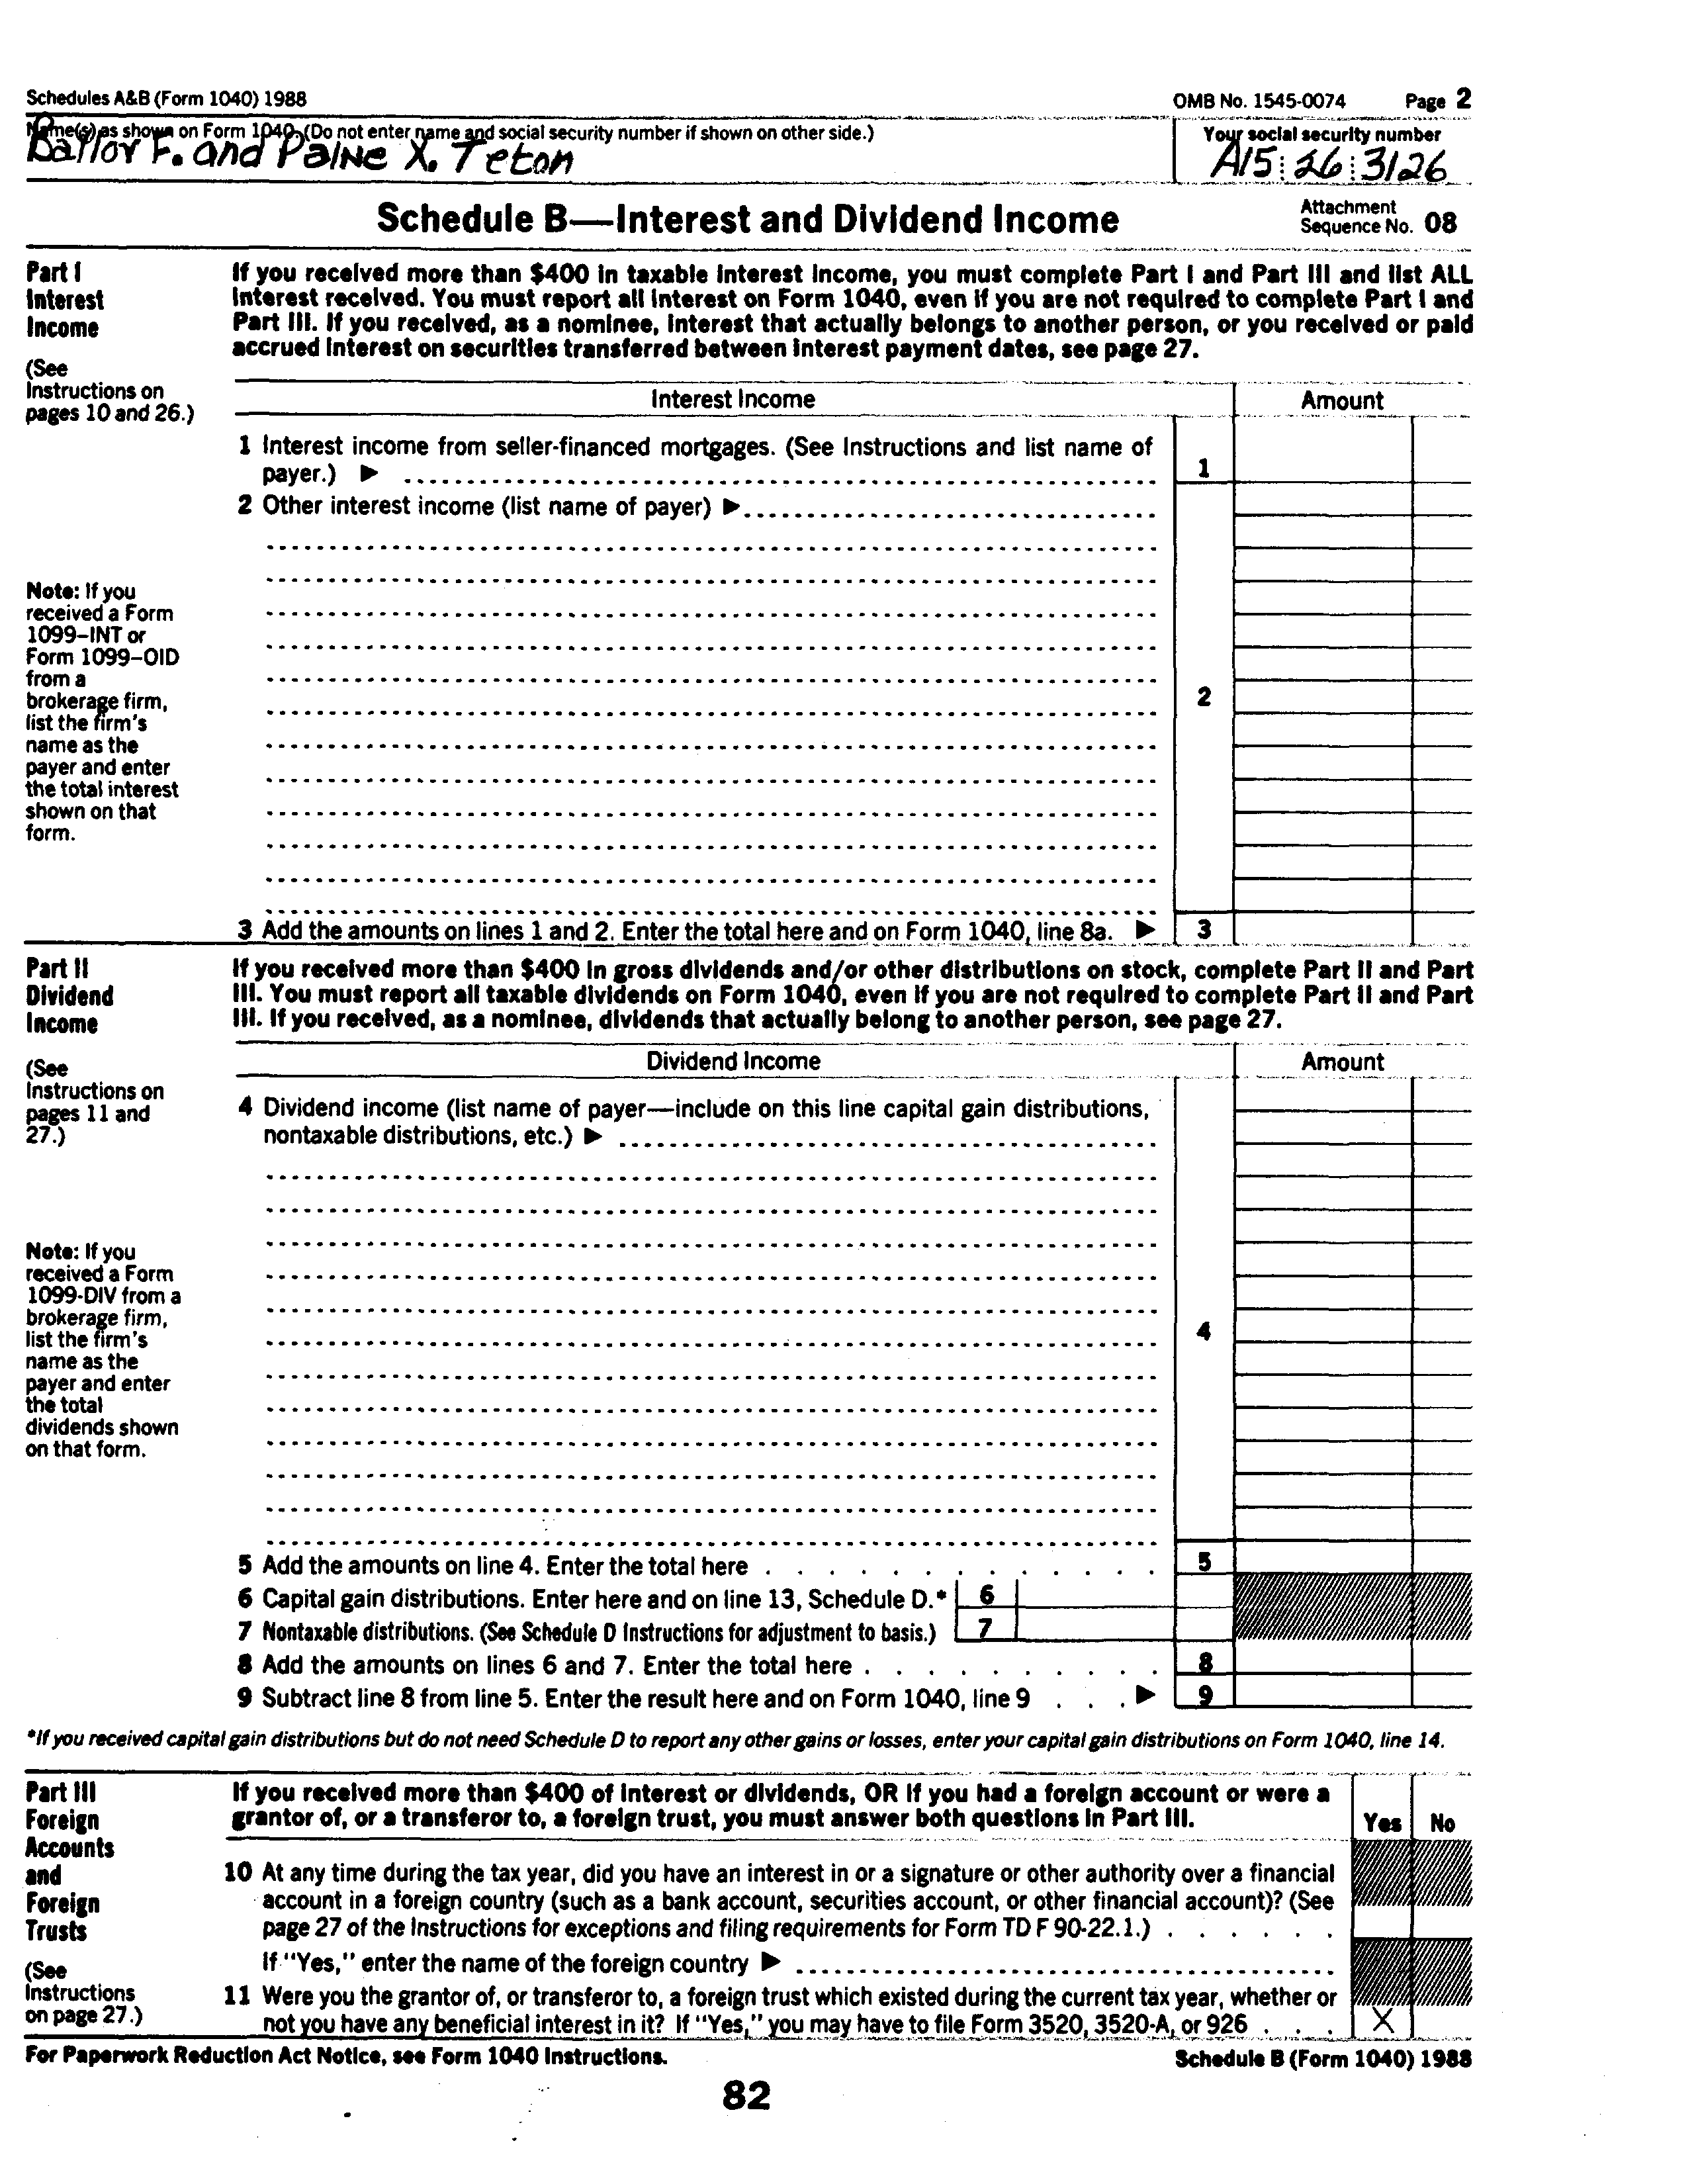 Schedules A&B (Form 1040) 1988 OMB No. 1545-0074 Page 2
Name(s) as shown on Form 1040. (Do not enter name and social security number if shown on other side.) Your social security number
F. and Paine X. Teton A15 26 3126
Schedule B—Interest and Dividend Income Attachment Sequence No. 08
Part I
Interest
Income
(See
Instructions on
pages 10 and 26.)
If you received more than $400 in taxable interest income, you must complete Part I and Part III and list ALL
interest received. You must report all interest on Form 1040, even if you are not required to complete Part I and
Part III. If you received, as a nominee, interest that actually belongs to another person, or you received or paid
accrued interest on securities transferred between interest payment dates, see page 27.
Interest Income Amount
1 Interest income from seller-financed mortgages. (See Instructions and list name of
payer.) ▶ 1
2 Other interest income (list name of payer) ▶
Note: If you
received a Form
1099–INT or
Form 1099–OID
from a
brokerage firm,
list the firm's
name as the
payer and enter
the total interest
shown on that
form.
2
3 Add the amounts on lines 1 and 2. Enter the total here and on Form 1040, line 8a. ▶ 3
Part II
Dividend
Income
(See
Instructions on
pages 11 and
27.)
If you received more than $400 in gross dividends and/or other distributions on stock, complete Part II and Part
III. You must report all taxable dividends on Form 1040, even if you are not required to complete Part II and Part
III. If you received, as a nominee, dividends that actually belong to another person, see page 27.
Dividend Income Amount
4 Dividend income (list name of payer—include on this line capital gain distributions,
nontaxable distributions, etc.) ▶
Note: If you
received a Form
1099-DIV from a
brokerage firm,
list the firm's
name as the
payer and enter
the total
dividends shown
on that form.
4
5 Add the amounts on line 4. Enter the total here 5
6 Capital gain distributions. Enter here and on line 13, Schedule D.* 6
7 Nontaxable distributions. (See Schedule D Instructions for adjustment to basis.) 7
8 Add the amounts on lines 6 and 7. Enter the total here 8
9 Subtract line 8 from line 5. Enter the result here and on Form 1040, line 9 ▶ 9
*If you received capital gain distributions but do not need Schedule D to report any other gains or losses, enter your capital gain distributions on Form 1040, line 14.
Part III
Foreign
Accounts
and
Foreign
Trusts
(See
Instructions
on page 27.)
If you received more than $400 of interest or dividends, OR if you had a foreign account or were a
grantor of, or a transferor to, a foreign trust, you must answer both questions in Part III. Yes No
10 At any time during the tax year, did you have an interest in or a signature or other authority over a financial
account in a foreign country (such as a bank account, securities account, or other financial account)? (See
page 27 of the Instructions for exceptions and filing requirements for Form TD F 90-22.1.)
If "Yes," enter the name of the foreign country ▶
11 Were you the grantor of, or transferor to, a foreign trust which existed during the current tax year, whether or
not you have any beneficial interest in it? If "Yes," you may have to file Form 3520, 3520-A, or 926 X
For Paperwork Reduction Act Notice, see Form 1040 Instructions. Schedule B (Form 1040) 1988
82